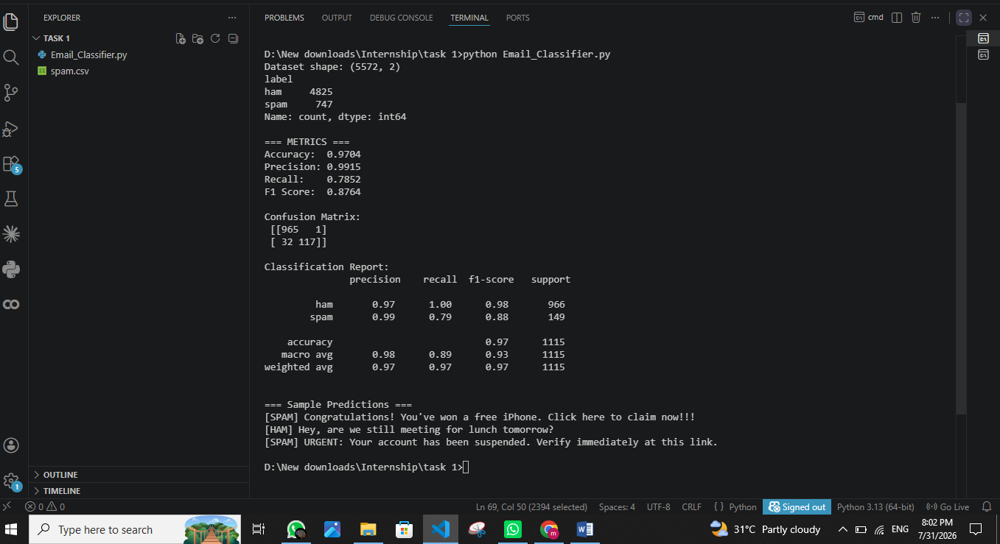 EXPLORER
TASK 1
Email_Classifier.py
spam.csv
OUTLINE
TIMELINE
5
1
PROBLEMS OUTPUT DEBUG CONSOLE TERMINAL PORTS
cmd
D:\New downloads\Internship\task 1>python Email_Classifier.py
Dataset shape: (5572, 2)
label
ham     4825
spam     747
Name: count, dtype: int64
=== METRICS ===
Accuracy:  0.9704
Precision: 0.9915
Recall:    0.7852
F1 Score:  0.8764
Confusion Matrix:
[[965   1]
[ 32 117]]
Classification Report:
precision    recall  f1-score   support
ham       0.97      1.00      0.98       966
spam       0.99      0.79      0.88       149
accuracy                           0.97      1115
macro avg       0.98      0.89      0.93      1115
weighted avg       0.97      0.97      0.97      1115
=== Sample Predictions ===
[SPAM] Congratulations! You've won a free iPhone. Click here to claim now!!!
[HAM] Hey, are we still meeting for lunch tomorrow?
[SPAM] URGENT: Your account has been suspended. Verify immediately at this link.
D:\New downloads\Internship\task 1>
0 0 Ln 69, Col 50 (2394 selected) Spaces: 4 UTF-8 CRLF { } Python Signed out Python 3.13 (64-bit) Go Live
Type here to search
31°C Partly cloudy ENG
8:02 PM
7/31/2026